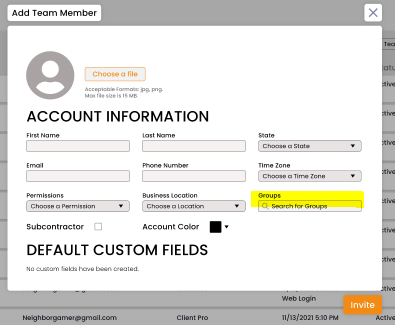 Add Team Member
Tea
Choose a file
Acceptable Formats: jpg, png.
Max file size is 15 MB.
ACCOUNT INFORMATION
First Name
Last Name
State
Choose a State
Email
Phone Number
Time Zone
Choose a Time Zone
Permissions
Business Location
Groups
Choose a Permission
Choose a Location
Search for Groups
Subcontractor
Account Color
DEFAULT CUSTOM FIELDS
No custom fields have been created.
Web Login
Invite
Neighborgamer@gmail.com
Client Pro
11/13/2021 5:10 PM
Active